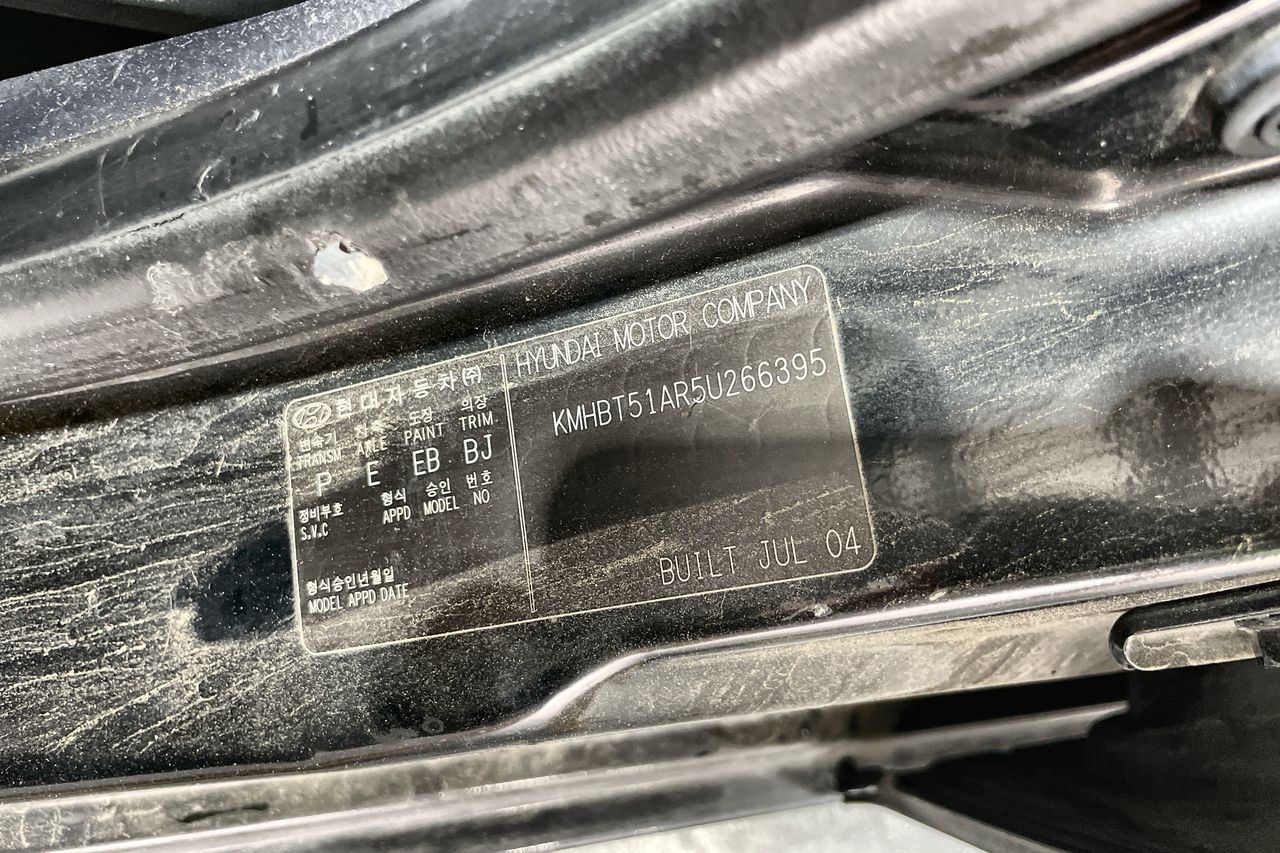 현대자동차㈜
변속기 차축 도장 의장
TRANSM AXLE PAINT TRIM
P E EB BJ
정비부호 형식 승인 번호
S.V.C APPD MODEL NO
형식승인년월일
MODEL APPD DATE
HYUNDAI MOTOR COMPANY
KMHBT51AR5U266395
BUILT JUL 04